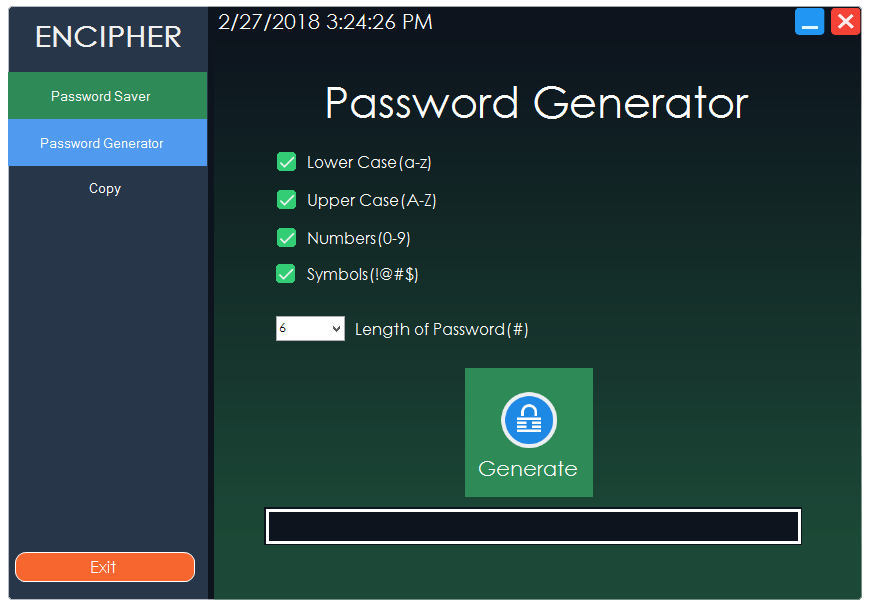 ENCIPHER
Password Saver
Password Generator
Copy
Exit
2/27/2018 3:24:26 PM
Password Generator
Lower Case(a-z)
Upper Case(A-Z)
Numbers(0-9)
Symbols(!@#$)
6
Length of Password(#)
Generate